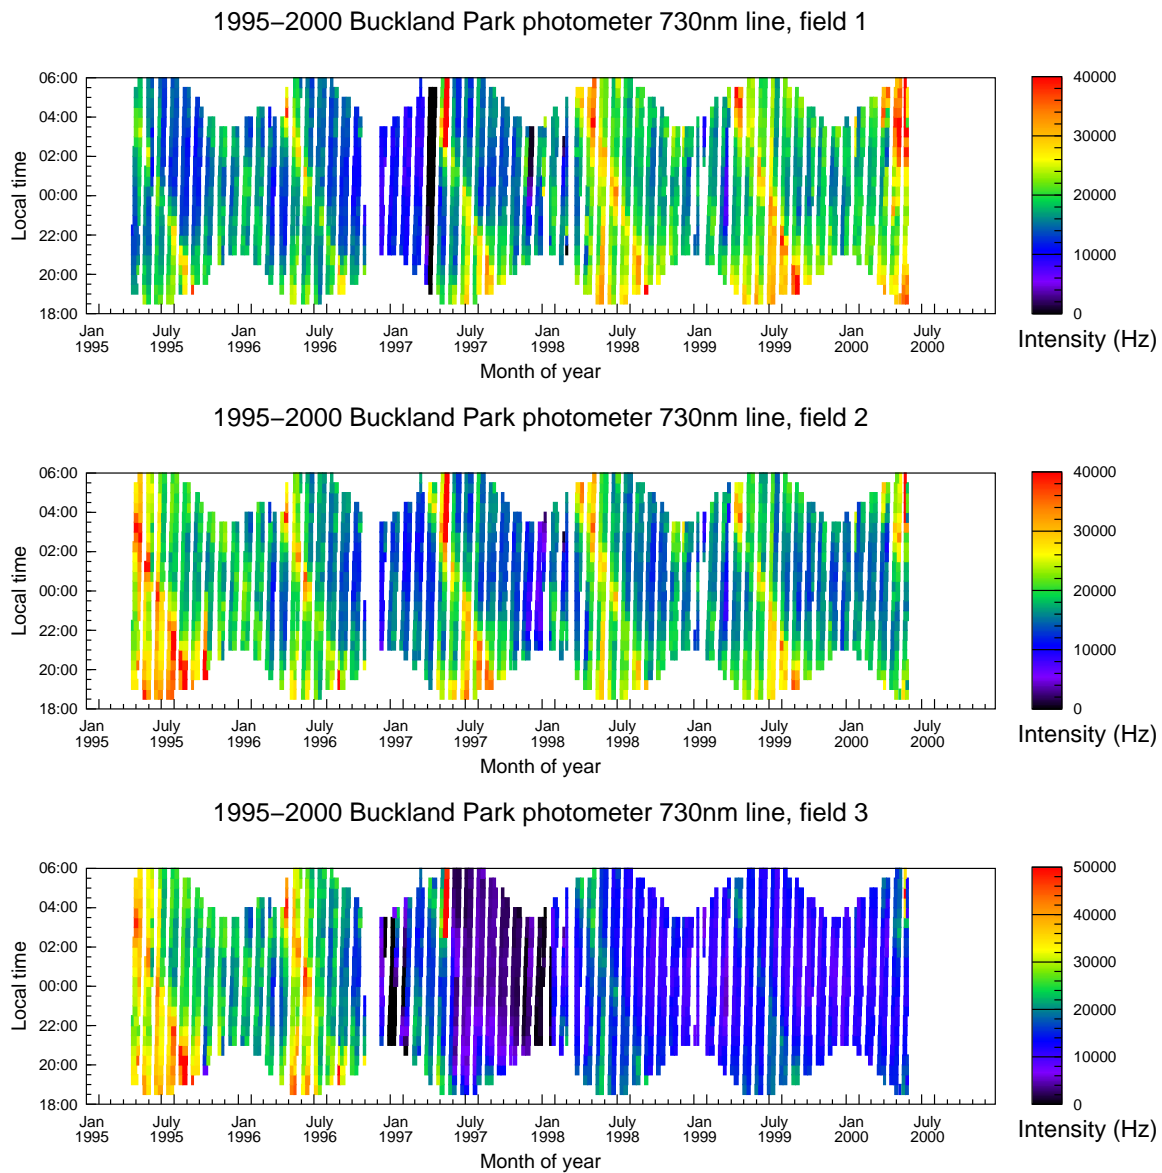 1995–2000 Buckland Park photometer 730nm line, field 1
06:00
04:00
02:00
00:00
22:00
20:00
18:00
Local time
Jan 1995
July 1995
Jan 1996
July 1996
Jan 1997
July 1997
Jan 1998
July 1998
Jan 1999
July 1999
Jan 2000
July 2000
Month of year
40000
30000
20000
10000
0
Intensity (Hz)
1995–2000 Buckland Park photometer 730nm line, field 2
06:00
04:00
02:00
00:00
22:00
20:00
18:00
Local time
Jan 1995
July 1995
Jan 1996
July 1996
Jan 1997
July 1997
Jan 1998
July 1998
Jan 1999
July 1999
Jan 2000
July 2000
Month of year
40000
30000
20000
10000
0
Intensity (Hz)
1995–2000 Buckland Park photometer 730nm line, field 3
06:00
04:00
02:00
00:00
22:00
20:00
18:00
Local time
Jan 1995
July 1995
Jan 1996
July 1996
Jan 1997
July 1997
Jan 1998
July 1998
Jan 1999
July 1999
Jan 2000
July 2000
Month of year
50000
40000
30000
20000
10000
0
Intensity (Hz)